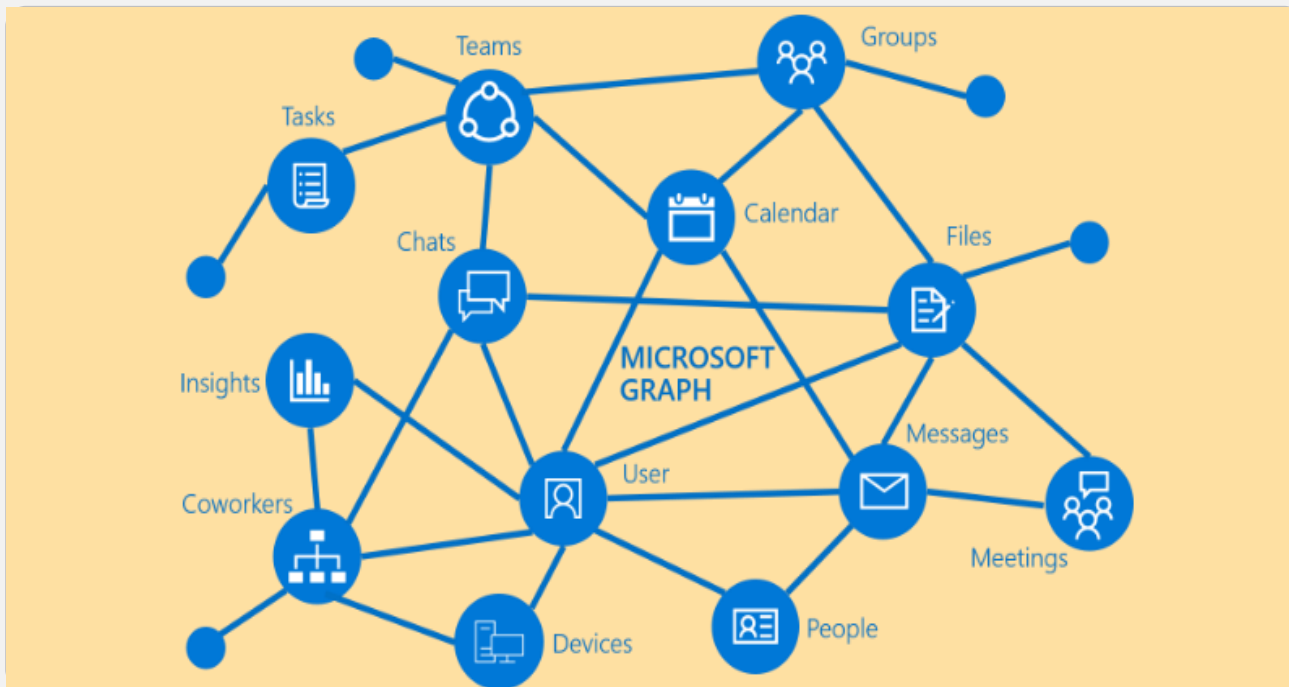 Teams
Groups
Tasks
Calendar
Chats
Files
MICROSOFT
GRAPH
Insights
Messages
User
Coworkers
Meetings
People
Devices